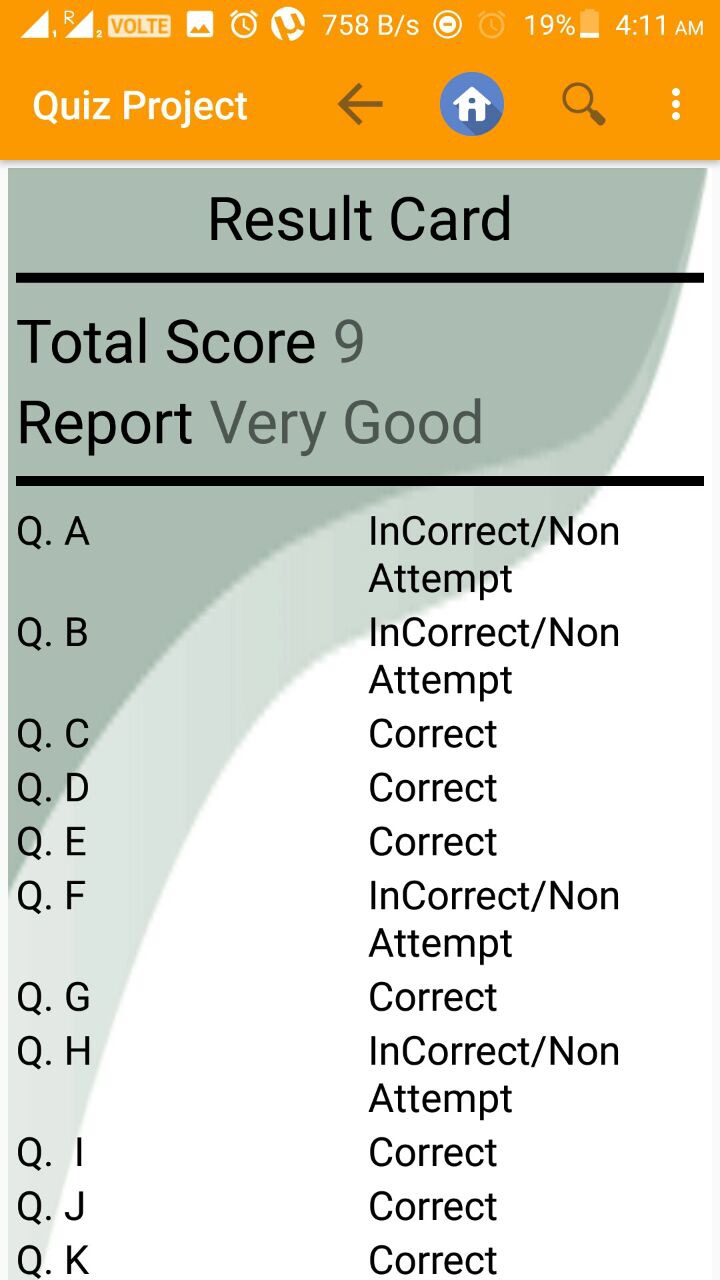 R 1 2 VOLTE 758 B/s 19% 4:11 AM
Quiz Project
Result Card
Total Score 9
Report Very Good
Q. A InCorrect/Non
Attempt
Q. B InCorrect/Non
Attempt
Q. C Correct
Q. D Correct
Q. E Correct
Q. F InCorrect/Non
Attempt
Q. G Correct
Q. H InCorrect/Non
Attempt
Q. I Correct
Q. J Correct
Q. K Correct